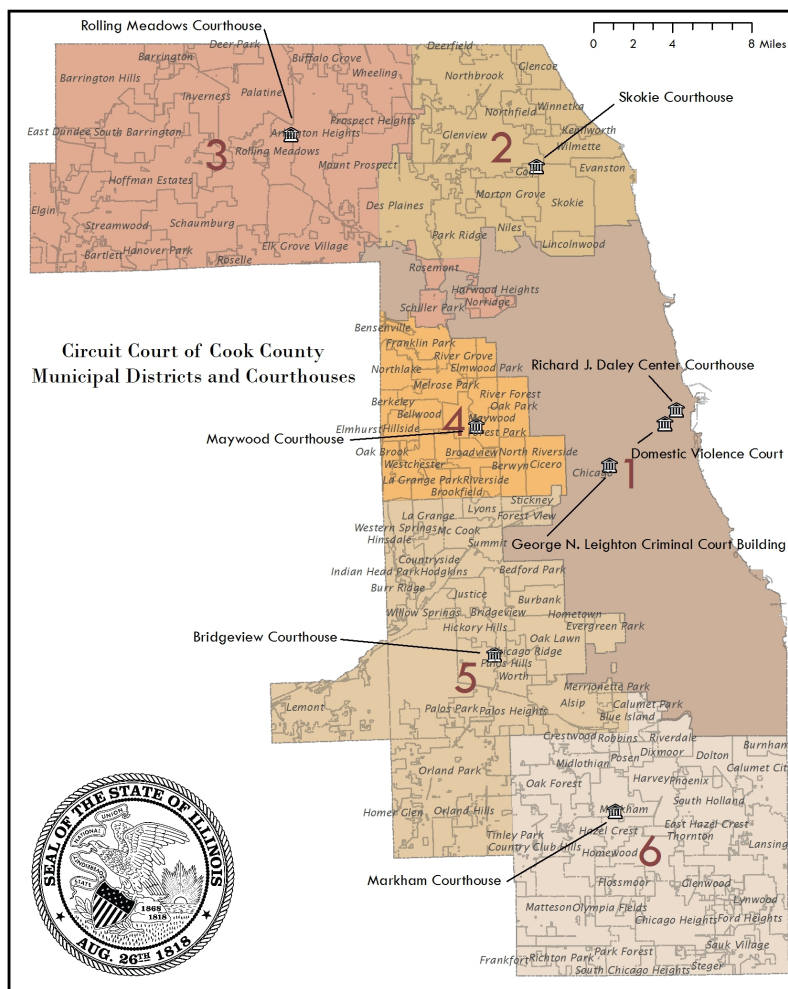 Rolling Meadows Courthouse
0 2 4 8 Miles
Deer Park
Deerfield
Barrington
Buffalo Grove
Glencoe
Barrington Hills
Wheeling
Northbrook
Skokie Courthouse
Inverness
Palatine
Winnetka
Northfield
Prospect Heights
East Dundee
South Barrington
Arlington Heights
Glenview
2
Kenilworth
Wilmette
3
Rolling Meadows
Mount Prospect
Evanston
Hoffman Estates
Morton Grove
Skokie
Elgin
Des Plaines
Streamwood
Schaumburg
Niles
Park Ridge
Lincolnwood
Bartlett
Hanover Park
Elk Grove Village
Roselle
Rosemont
Harwood Heights
Norridge
Schiller Park
Bensenville
Circuit Court of Cook County
Municipal Districts and Courthouses
Franklin Park
River Grove
Elmwood Park
Northlake
Richard J. Daley Center Courthouse
Melrose Park
River Forest
Berkeley
Oak Park
Bellwood
Maywood
4
Elmhurst
Hillside
Forest Park
Maywood Courthouse
Oak Brook
Broadview
North Riverside
Domestic Violence Court
Westchester
Berwyn
Cicero
Chicago
1
La Grange Park
Riverside
Brookfield
Stickney
Lyons
La Grange
Forest View
Western Springs
Mc Cook
Hinsdale
Summit
George N. Leighton Criminal Court Building
Countryside
Indian Head Park
Hodgkins
Bedford Park
Burr Ridge
Justice
Burbank
Willow Springs
Bridgeview
Hometown
Hickory Hills
Evergreen Park
Bridgeview Courthouse
Oak Lawn
Chicago Ridge
Palos Hills
5
Worth
Merrionette Park
Lemont
Alsip
Calumet Park
Palos Park
Palos Heights
Blue Island
Crestwood
Robbins
Riverdale
Burnham
Dixmoor
Posen
Dolton
Midlothian
Calumet City
Orland Park
Oak Forest
Harvey
Phoenix
South Holland
Homer Glen
Orland Hills
Markham
Tinley Park
Hazel Crest
East Hazel Crest
Thornton
Country Club Hills
Lansing
Homewood
6
Markham Courthouse
Flossmoor
Glenwood
Lynwood
Matteson
Olympia Fields
Chicago Heights
Ford Heights
Sauk Village
Park Forest
Frankfort
Richton Park
South Chicago Heights
Steger
SEAL OF THE STATE OF ILLINOIS
AUG. 26TH 1818
STATE
NATIONAL
UNION
1868
1818